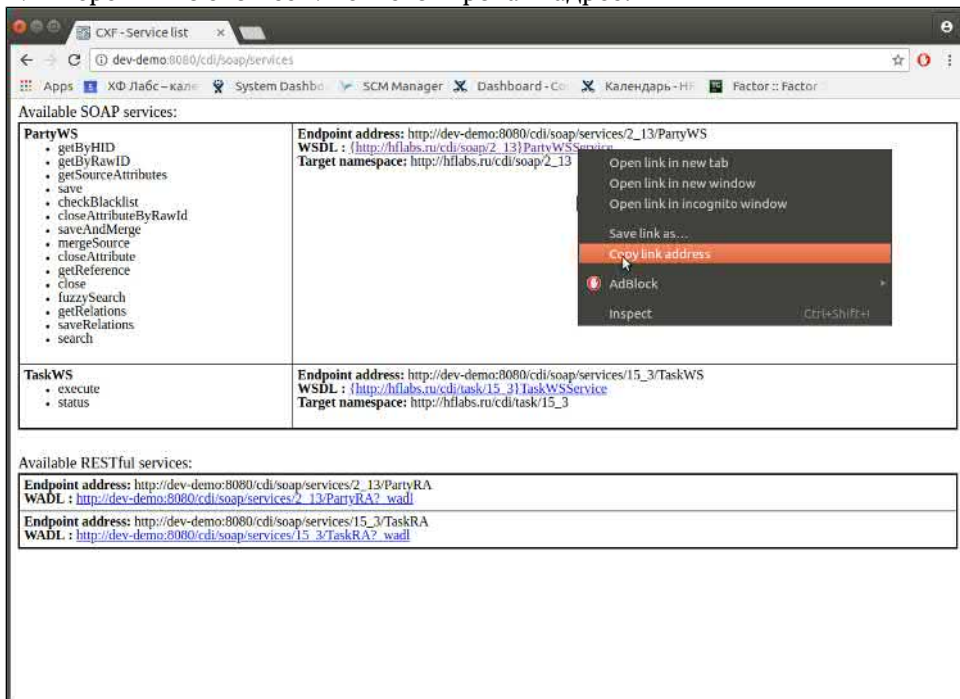 CXF - Service list
dev-demo:8080/cdi/soap/services
Apps
ХФ Лабс – кале
System Dashbo
SCM Manager
Dashboard - Co
Календарь - HF
Factor :: Factor
Available SOAP services:
PartyWS
getByHID
getByRawID
getSourceAttributes
save
checkBlacklist
closeAttributeByRawId
saveAndMerge
mergeSource
closeAttribute
getReference
close
fuzzySearch
getRelations
saveRelations
search
Endpoint address: http://dev-demo:8080/cdi/soap/services/2_13/PartyWS
WSDL : {http://hflabs.ru/cdi/soap/2_13}PartyWSService
Target namespace: http://hflabs.ru/cdi/soap/2_13
Open link in new tab
Open link in new window
Open link in incognito window
Save link as...
Copy link address
AdBlock
Inspect Ctrl+Shift+I
TaskWS
execute
status
Endpoint address: http://dev-demo:8080/cdi/soap/services/15_3/TaskWS
WSDL : {http://hflabs.ru/cdi/task/15_3}TaskWSService
Target namespace: http://hflabs.ru/cdi/task/15_3
Available RESTful services:
Endpoint address: http://dev-demo:8080/cdi/soap/services/2_13/PartyRA
WADL : http://dev-demo:8080/cdi/soap/services/2_13/PartyRA?_wadl
Endpoint address: http://dev-demo:8080/cdi/soap/services/15_3/TaskRA
WADL : http://dev-demo:8080/cdi/soap/services/15_3/TaskRA?_wadl